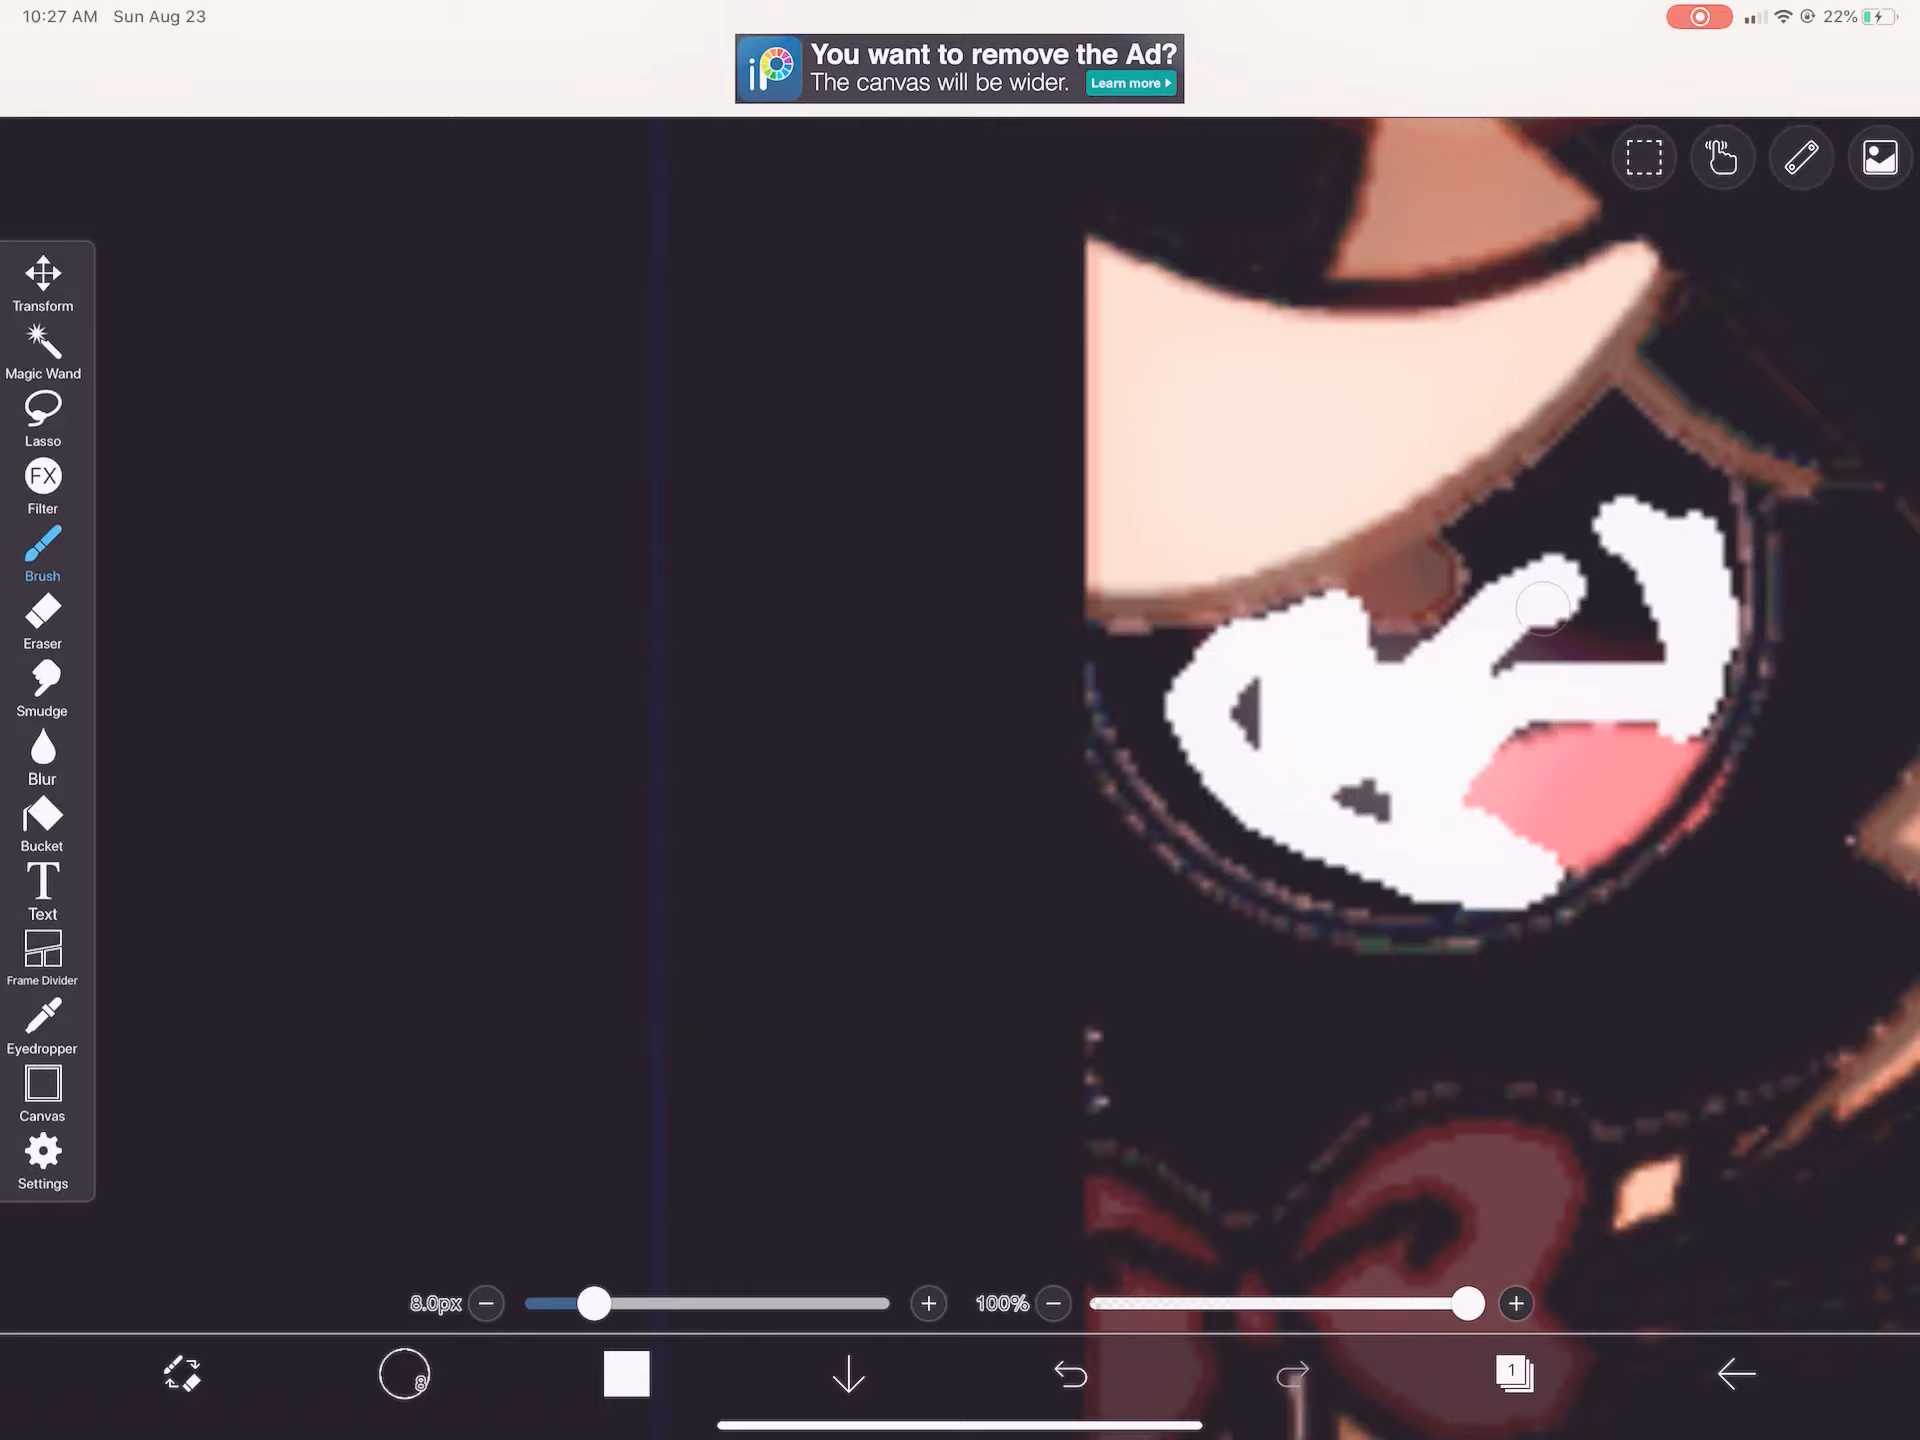 10:27 AM Sun Aug 23
22%
iP
You want to remove the Ad?
The canvas will be wider.
Learn more
Transform
Magic Wand
Lasso
FX
Filter
Brush
Eraser
Smudge
Blur
Bucket
T
Text
Frame Divider
Eyedropper
Canvas
Settings
8.0px
100%
8
1